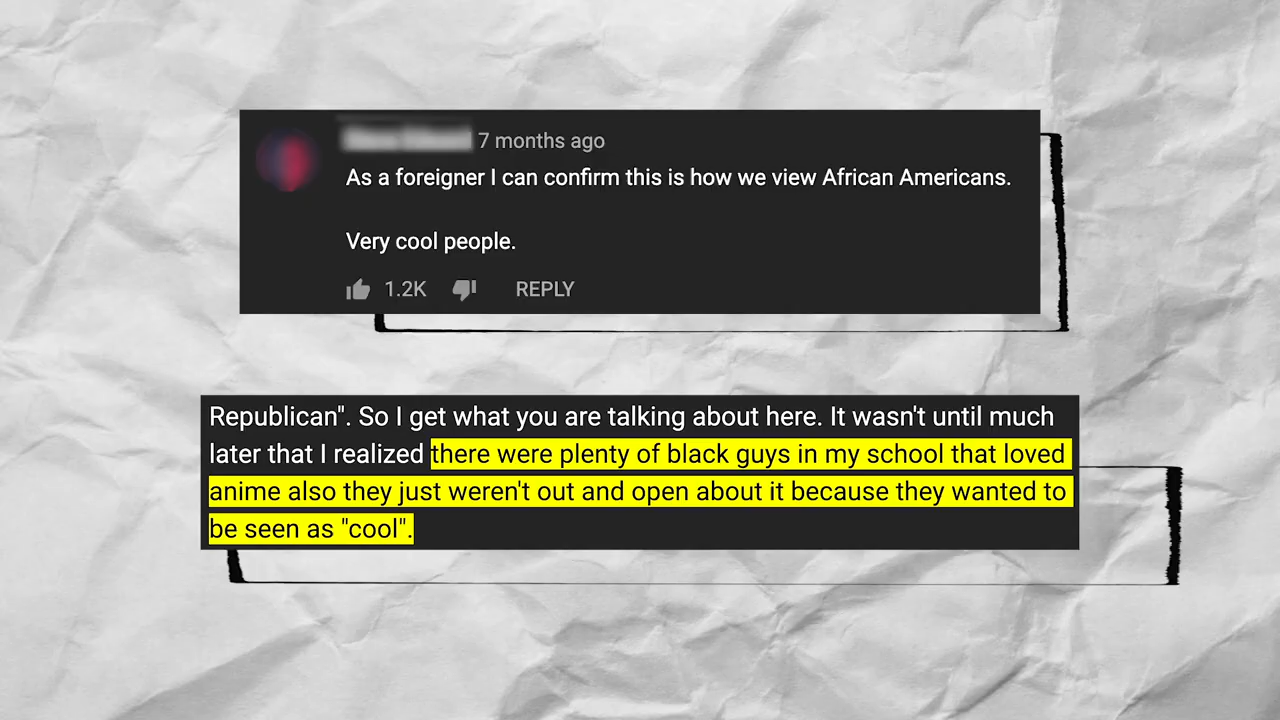 7 months ago
As a foreigner I can confirm this is how we view African Americans.
Very cool people.
1.2K REPLY
Republican". So I get what you are talking about here. It wasn't until much
later that I realized there were plenty of black guys in my school that loved
anime also they just weren't out and open about it because they wanted to
be seen as "cool".